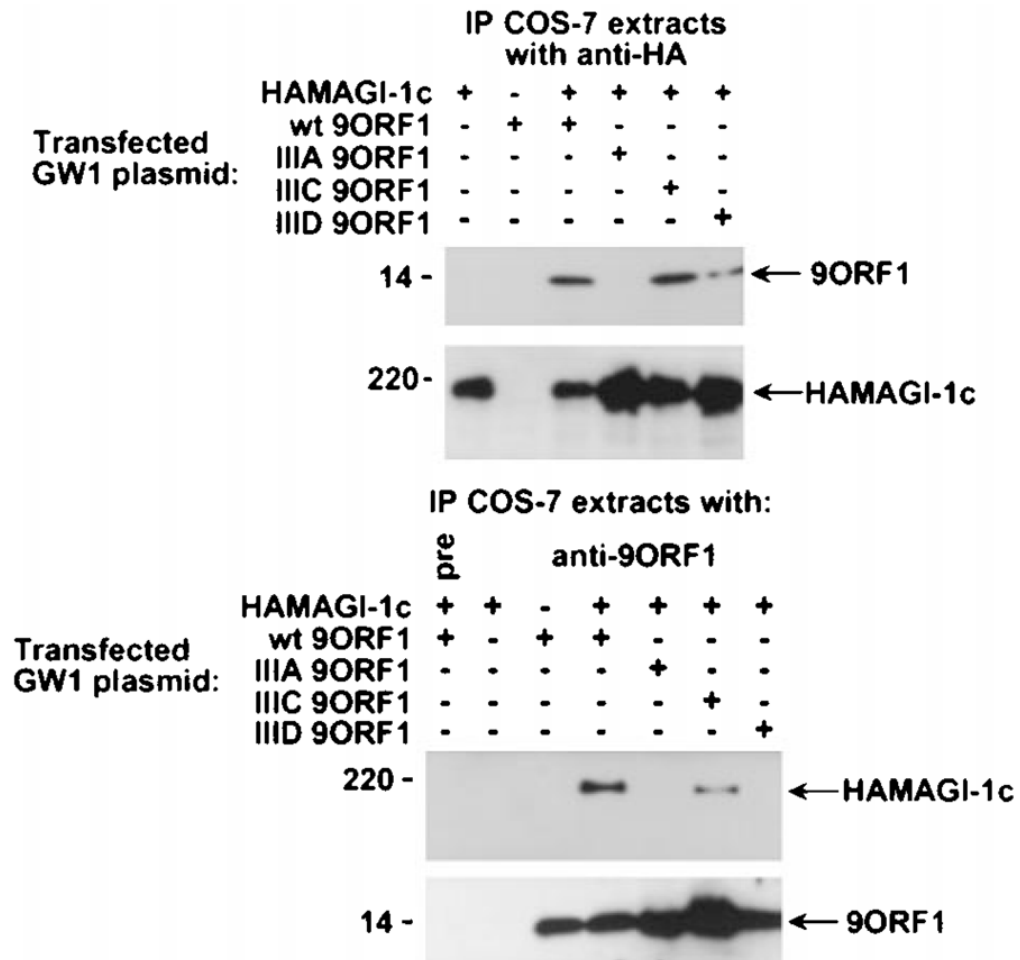 IP COS-7 extracts
with anti-HA
HAMAGI-1c + - + + + +
wt 9ORF1 - + + - - -
Transfected
GW1 plasmid:
IIIA 9ORF1 - - - + - -
IIIC 9ORF1 - - - - + -
IIID 9ORF1 - - - - - +
14 - 9ORF1
220- HAMAGI-1c
IP COS-7 extracts with:
pre anti-9ORF1
HAMAGI-1c + + - + + + +
wt 9ORF1 + - + + - - -
Transfected
GW1 plasmid:
IIIA 9ORF1 - - - - + - -
IIIC 9ORF1 - - - - - + -
IIID 9ORF1 - - - - - - +
220 - HAMAGI-1c
14 - 9ORF1